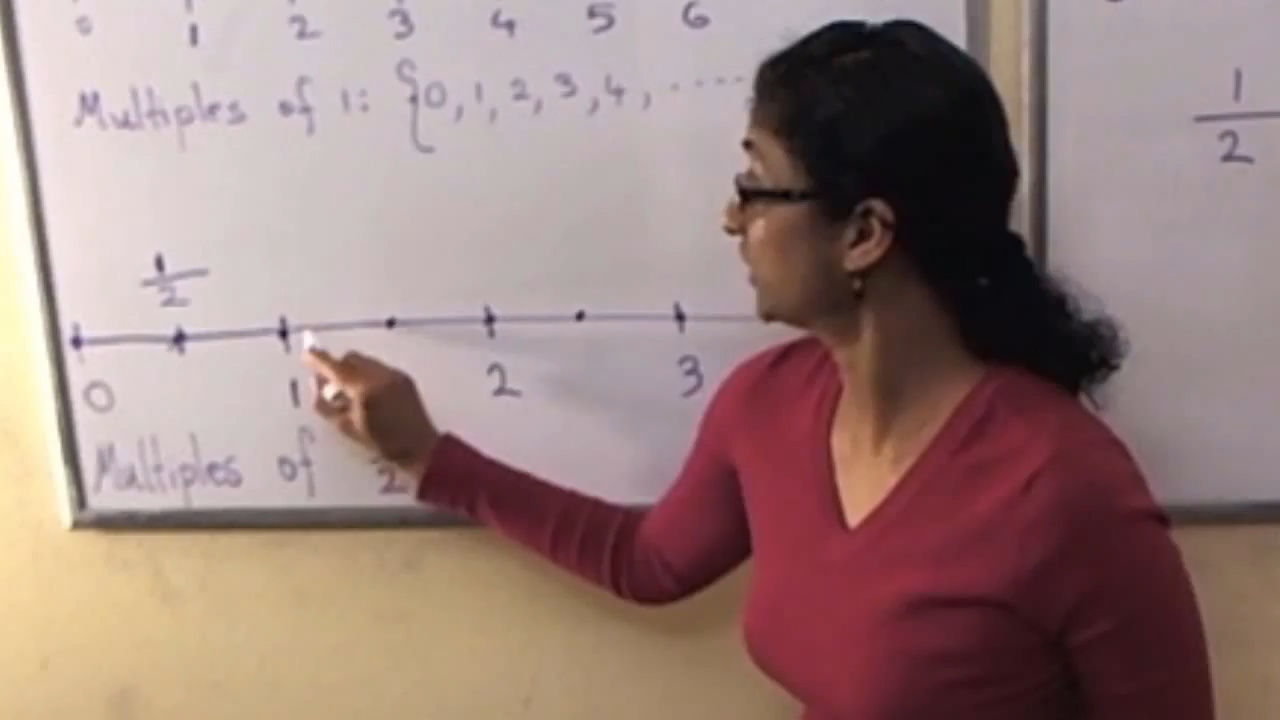 0 1 2 3 4 5 6
Multiples of 1: {0, 1, 2, 3, 4, .....
1
2
0 1 2 3
Multiples of 2
1
2